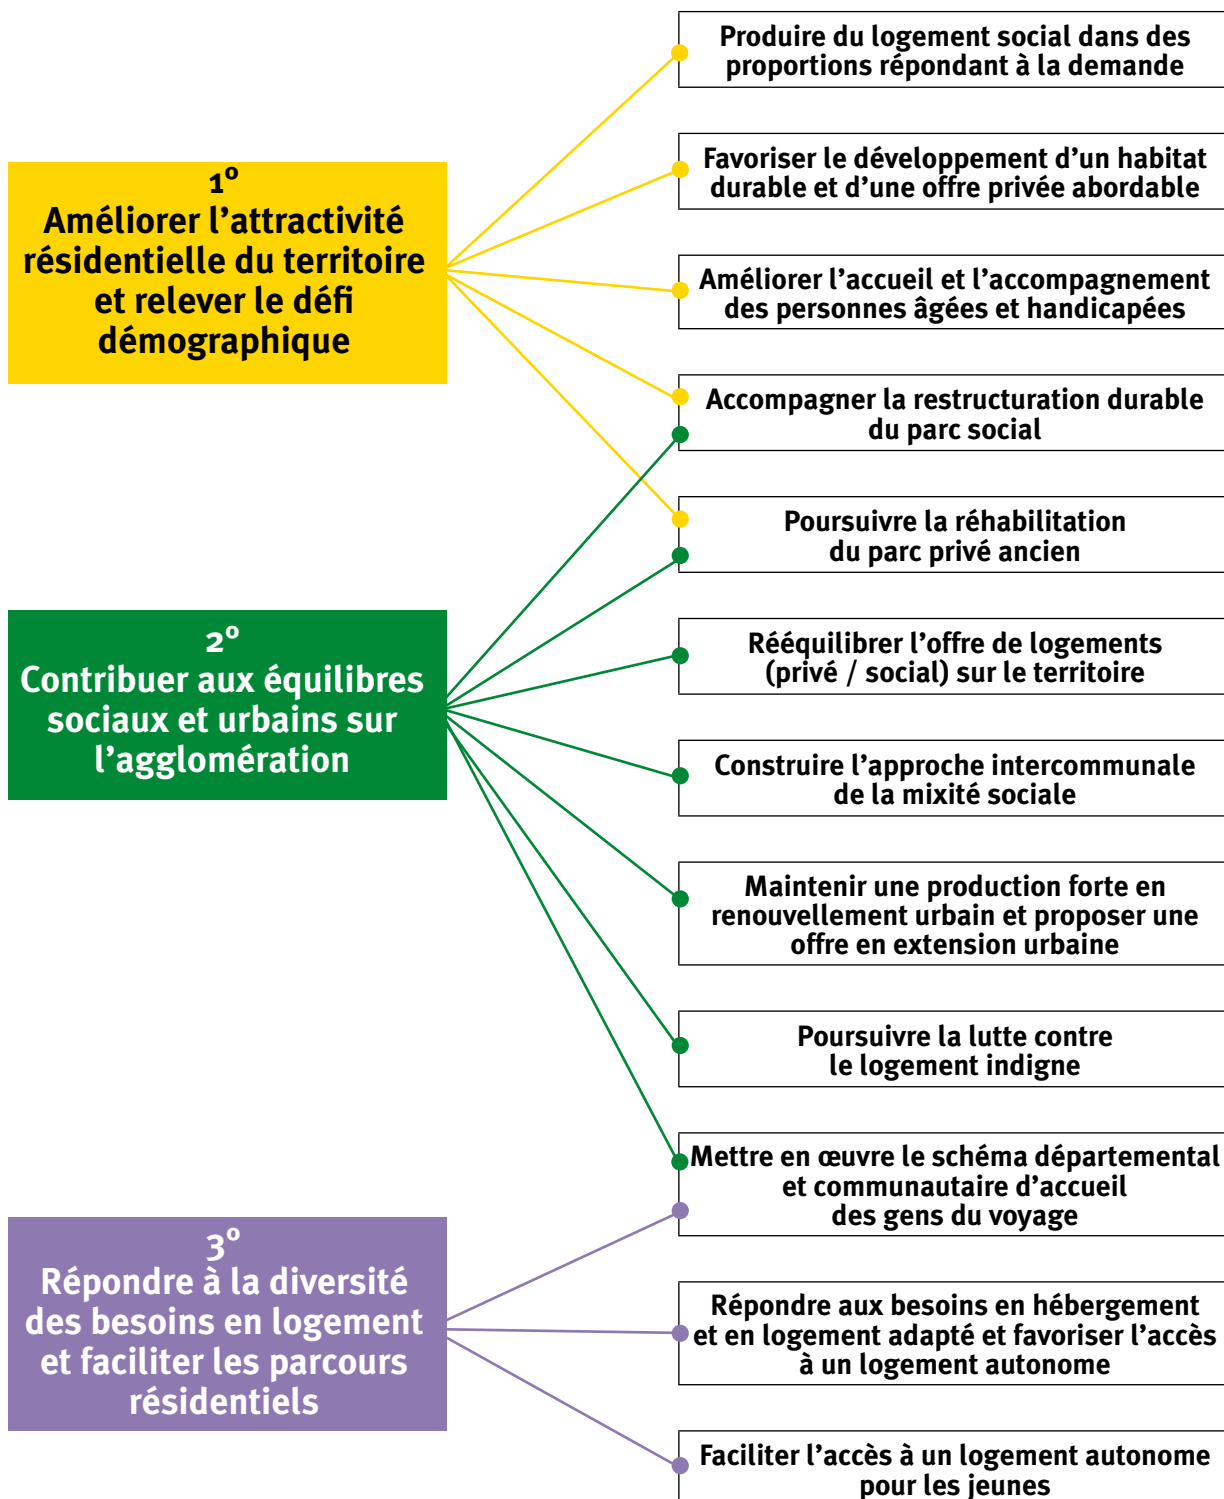 Produire du logement social dans des
proportions répondant à la demande
Favoriser le développement d’un habitat
durable et d’une offre privée abordable
1º
Améliorer l’attractivité
résidentielle du territoire
et relever le défi
démographique
Améliorer l’accueil et l’accompagnement
des personnes âgées et handicapées
Accompagner la restructuration durable
du parc social
Poursuivre la réhabilitation
du parc privé ancien
2º
Contribuer aux équilibres
sociaux et urbains sur
l’agglomération
Rééquilibrer l’offre de logements
(privé / social) sur le territoire
Construire l’approche intercommunale
de la mixité sociale
Maintenir une production forte en
renouvellement urbain et proposer une
offre en extension urbaine
Poursuivre la lutte contre
le logement indigne
Mettre en œuvre le schéma départemental
et communautaire d’accueil
des gens du voyage
3º
Répondre à la diversité
des besoins en logement
et faciliter les parcours
résidentiels
Répondre aux besoins en hébergement
et en logement adapté et favoriser l’accès
à un logement autonome
Faciliter l’accès à un logement autonome
pour les jeunes